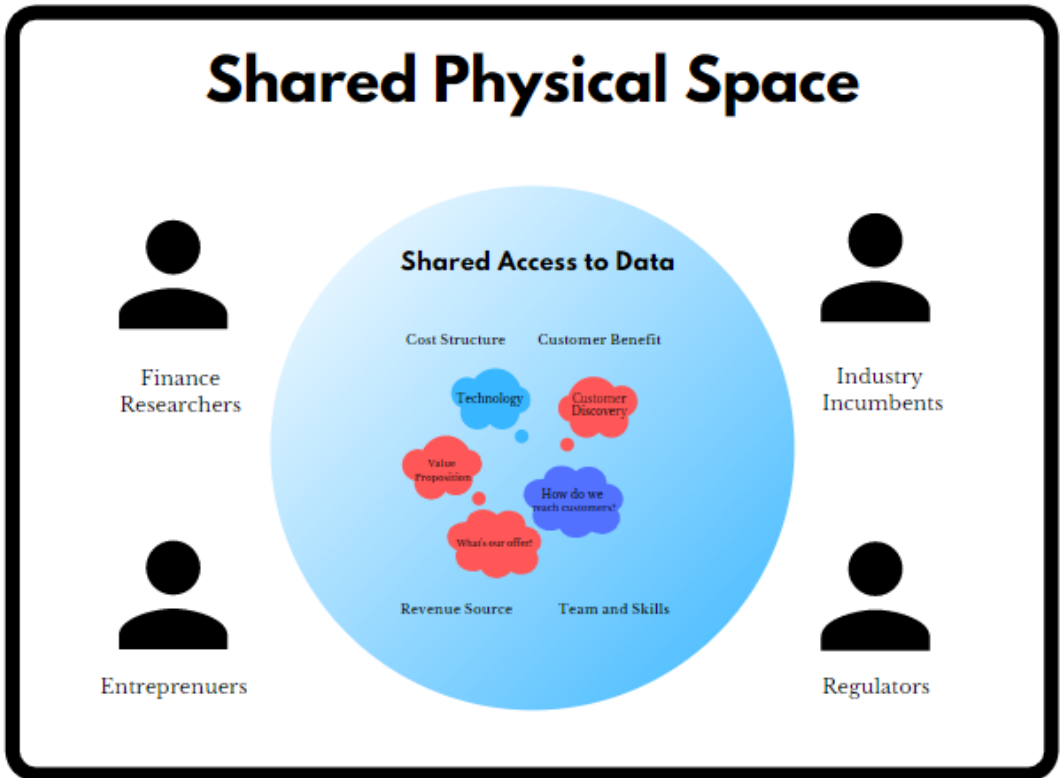 Shared Physical Space
Shared Access to Data
Cost Structure
Customer Benefit
Technology
Customer
Discovery
Value
Proposition
How do we
reach customers?
What's our offer?
Revenue Source
Team and Skills
Finance
Researchers
Industry
Incumbents
Entreprenuers
Regulators